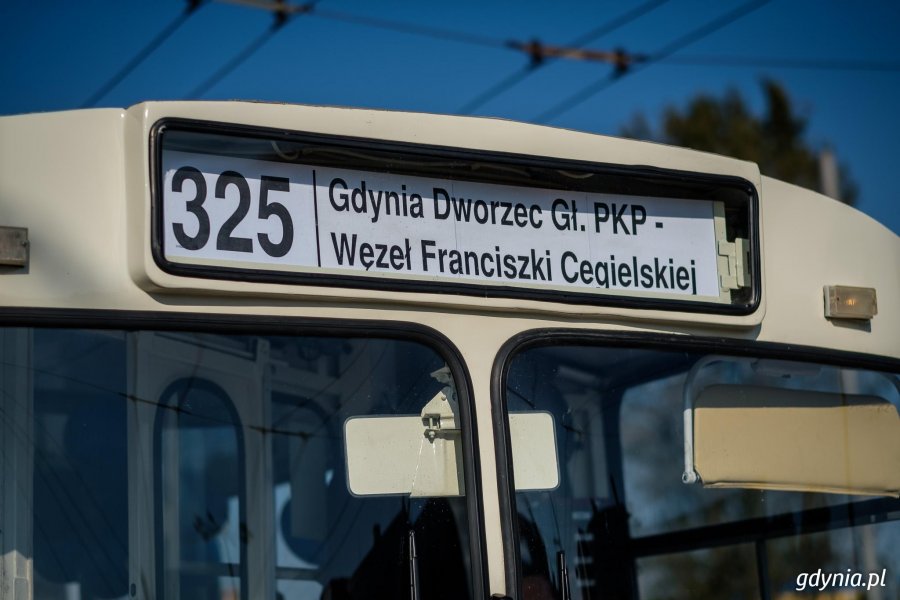 325
Gdynia Dworzec Gł. PKP -
Węzeł Franciszki Cegielskiej
gdynia.pl